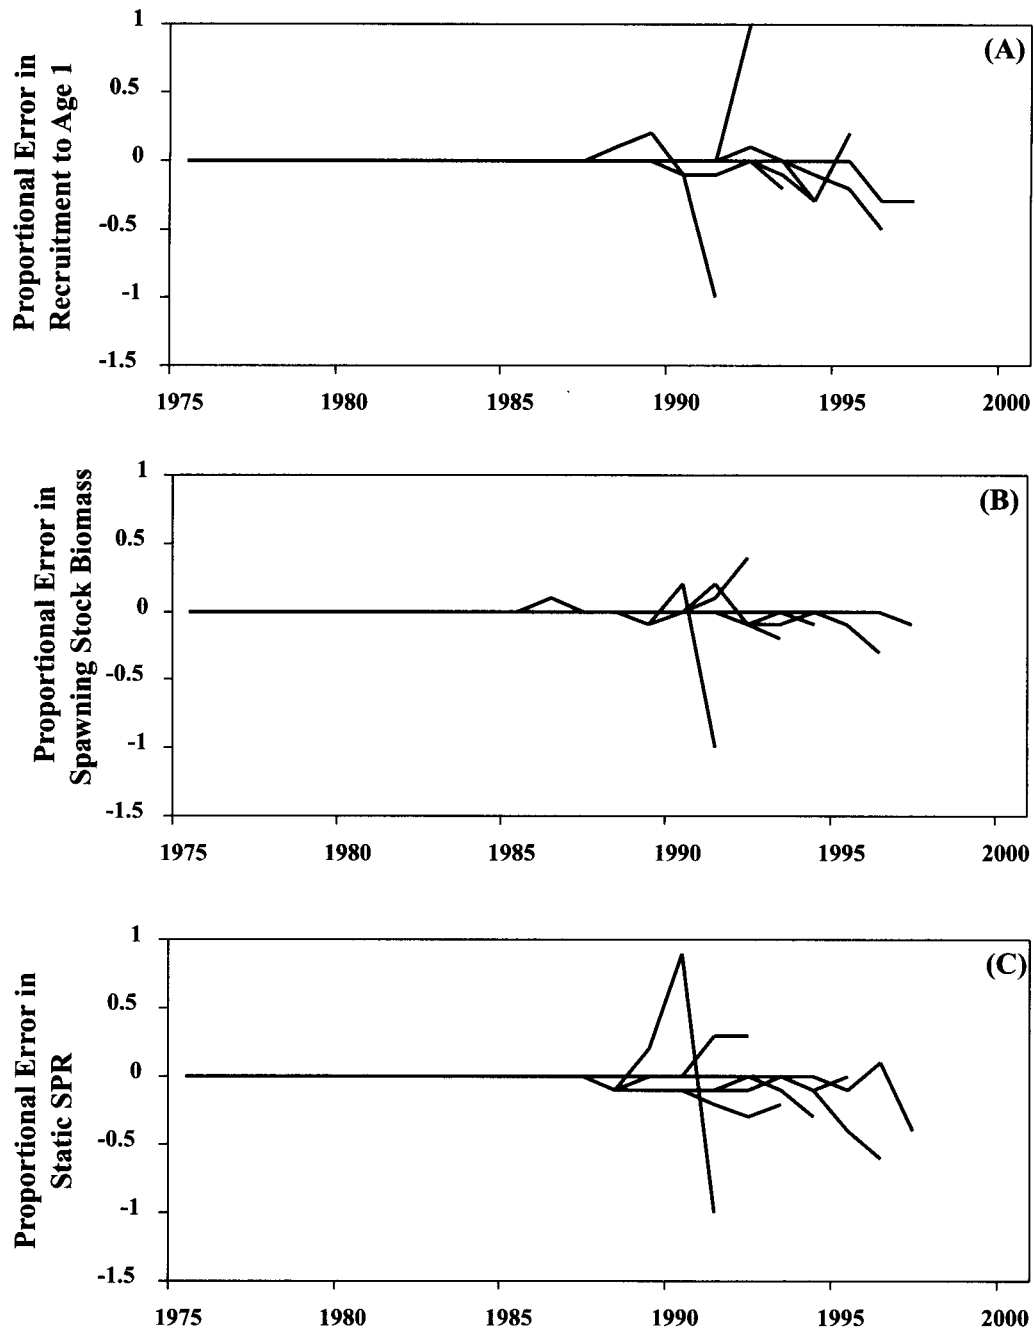 Proportional Error in
Recruitment to Age 1
(A)
1
0.5
0
-0.5
-1
-1.5
1975 1980 1985 1990 1995 2000
Proportional Error in
Spawning Stock Biomass
(B)
1
0.5
0
-0.5
-1
-1.5
1975 1980 1985 1990 1995 2000
Proportional Error in
Static SPR
(C)
1
0.5
0
-0.5
-1
-1.5
1975 1980 1985 1990 1995 2000